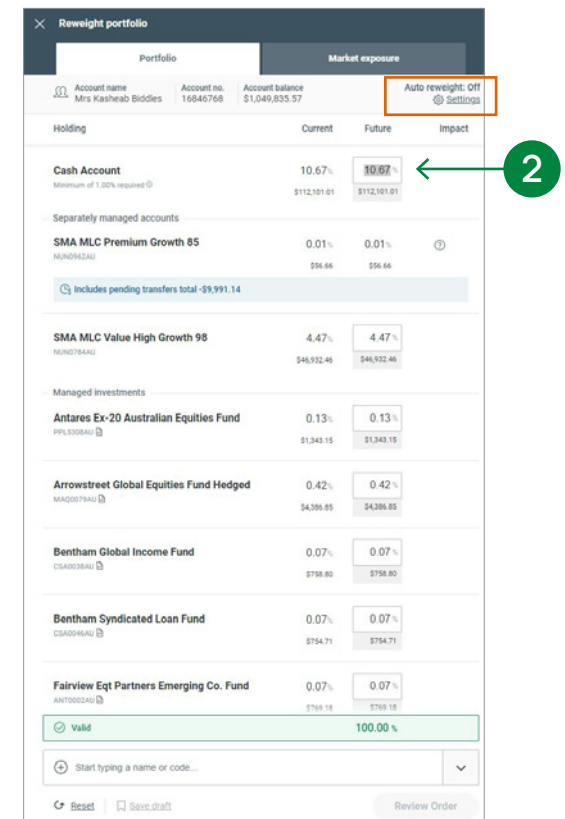 Reweight portfolio
Portfolio
Market exposure
Account name
Mrs Kasheab Biddles
Account no.
16846768
Account balance
$1,049,835.57
Auto reweight: Off
Settings
Holding Current Future Impact
Cash Account 10.67% 10.67%
Minimum of 1.00% required
$112,101.01 $112,101.01
2
Separately managed accounts
SMA MLC Premium Growth 85 0.01% 0.01%
NUN0962AU
$56.66 $56.66
Includes pending transfers total -$9,991.14
SMA MLC Value High Growth 98 4.47% 4.47%
NUN0784AU
$46,932.46 $46,932.46
Managed investments
Antares Ex-20 Australian Equities Fund 0.13% 0.13%
PPL5308AU
$1,343.15 $1,343.15
Arrowstreet Global Equities Fund Hedged 0.42% 0.42%
MAQ0079AU
$4,386.85 $4,386.85
Bentham Global Income Fund 0.07% 0.07%
CSA0038AU
$758.80 $758.80
Bentham Syndicated Loan Fund 0.07% 0.07%
CSA0046AU
$754.71 $754.71
Fairview Eqt Partners Emerging Co. Fund 0.07% 0.07%
ANT0002AU
$769.18 $769.18
Valid 100.00 %
Start typing a name or code...
Reset
Save draft
Review Order